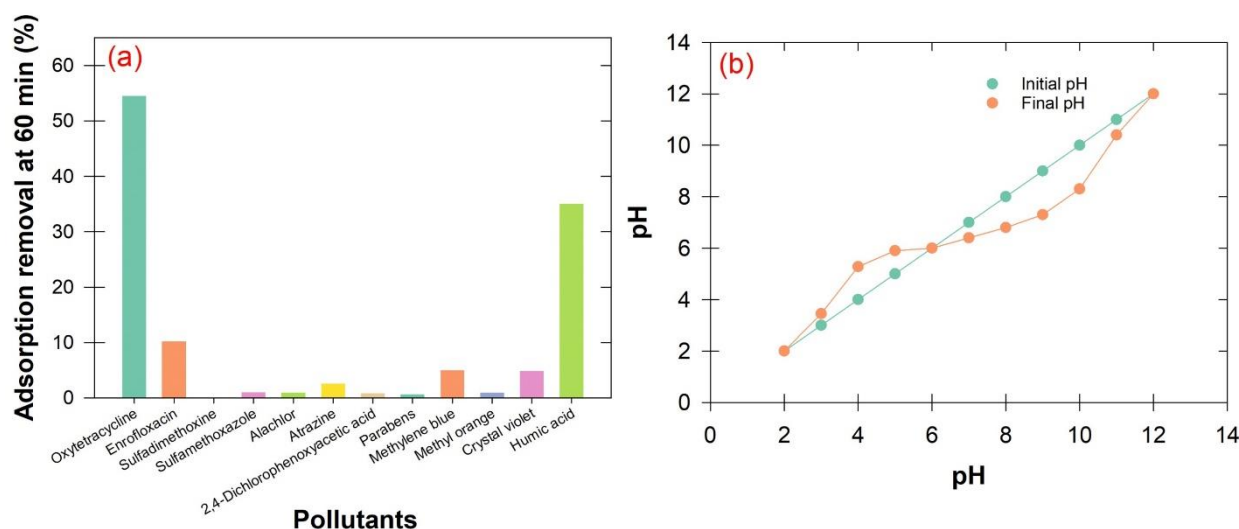 (a)
Adsorption removal at 60 min (%)
60
50
40
30
20
10
0
Oxytetracycline
Enrofloxacin
Sulfadimethoxine
Sulfamethoxazole
Alachlor
Atrazine
2,4-Dichlorophenoxyacetic acid
Parabens
Methylene blue
Methyl orange
Crystal violet
Humic acid
Pollutants
(b)
Initial pH
Final pH
pH
14
12
10
8
6
4
2
0
0 2 4 6 8 10 12 14
pH